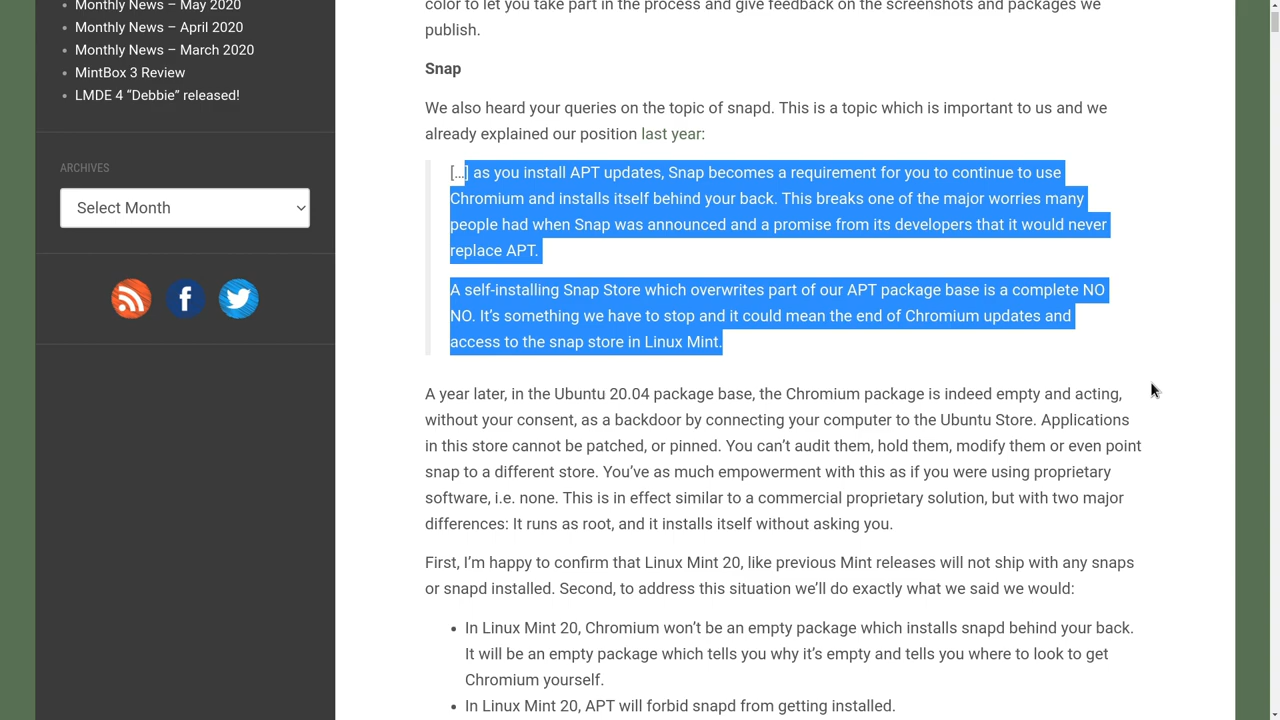 Monthly News – May 2020
Monthly News – April 2020
Monthly News – March 2020
MintBox 3 Review
LMDE 4 “Debbie” released!
ARCHIVES
Select Month
color to let you take part in the process and give feedback on the screenshots and packages we
publish.
Snap
We also heard your queries on the topic of snapd. This is a topic which is important to us and we
already explained our position last year:
[…] as you install APT updates, Snap becomes a requirement for you to continue to use
Chromium and installs itself behind your back. This breaks one of the major worries many
people had when Snap was announced and a promise from its developers that it would never
replace APT.
A self-installing Snap Store which overwrites part of our APT package base is a complete NO
NO. It’s something we have to stop and it could mean the end of Chromium updates and
access to the snap store in Linux Mint.
A year later, in the Ubuntu 20.04 package base, the Chromium package is indeed empty and acting,
without your consent, as a backdoor by connecting your computer to the Ubuntu Store. Applications
in this store cannot be patched, or pinned. You can’t audit them, hold them, modify them or even point
snap to a different store. You’ve as much empowerment with this as if you were using proprietary
software, i.e. none. This is in effect similar to a commercial proprietary solution, but with two major
differences: It runs as root, and it installs itself without asking you.
First, I’m happy to confirm that Linux Mint 20, like previous Mint releases will not ship with any snaps
or snapd installed. Second, to address this situation we’ll do exactly what we said we would:
In Linux Mint 20, Chromium won’t be an empty package which installs snapd behind your back.
It will be an empty package which tells you why it’s empty and tells you where to look to get
Chromium yourself.
In Linux Mint 20, APT will forbid snapd from getting installed.